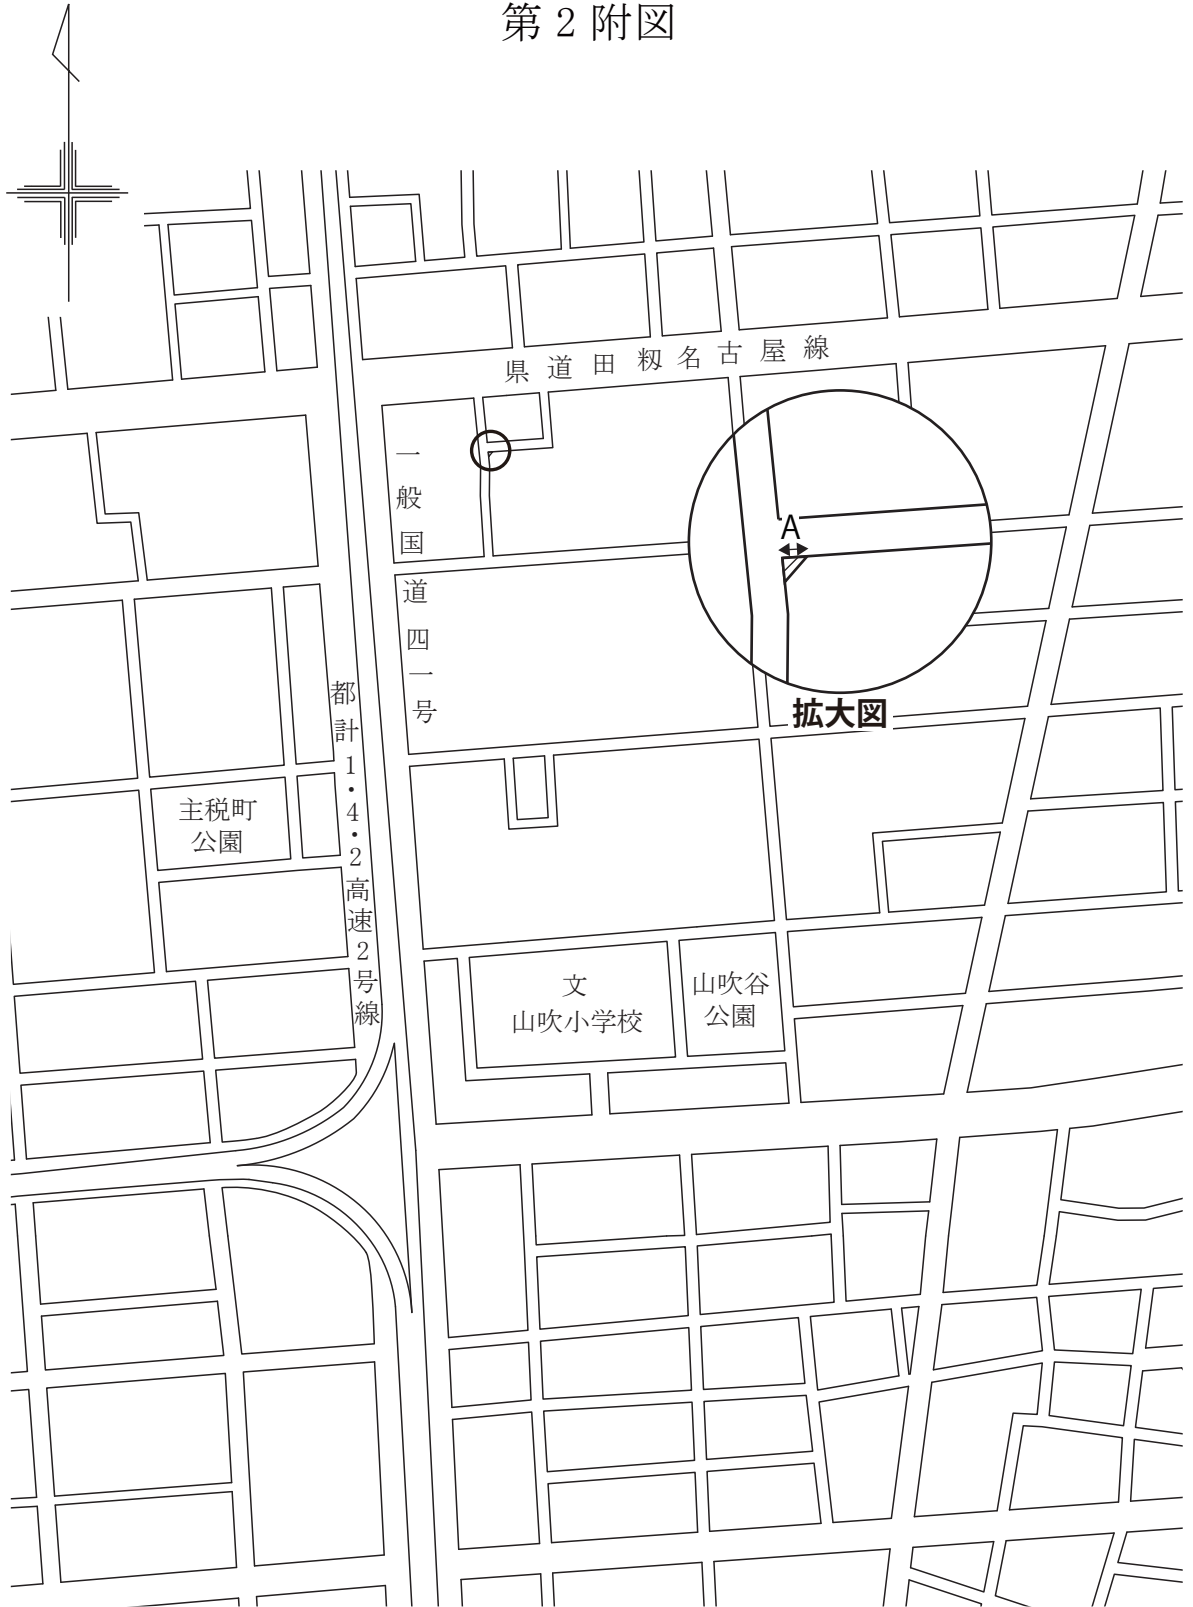 第2附図
県道田籾名古屋線
一般国道四一号
A
拡大図
都計1・4・2高速2号線
主税町
公園
文
山吹小学校
山吹谷
公園